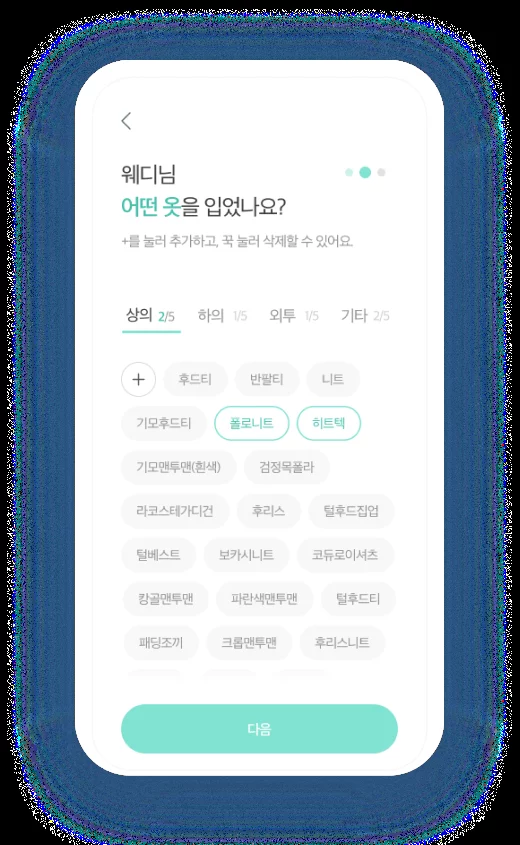 웨디님
어떤 옷을 입었나요?
+를 눌러 추가하고, 꾹 눌러 삭제할 수 있어요.
상의 2/5 하의 1/5 외투 1/5 기타 2/5
+ 후드티 반팔티 니트
기모후드티 폴로니트 히트텍
기모맨투맨(흰색) 검정목폴라
라코스테가디건 후리스 털후드집업
털베스트 보카시니트 코듀로이셔츠
캉골맨투맨 파란색맨투맨 털후드티
패딩조끼 크롭맨투맨 후리스니트
다음